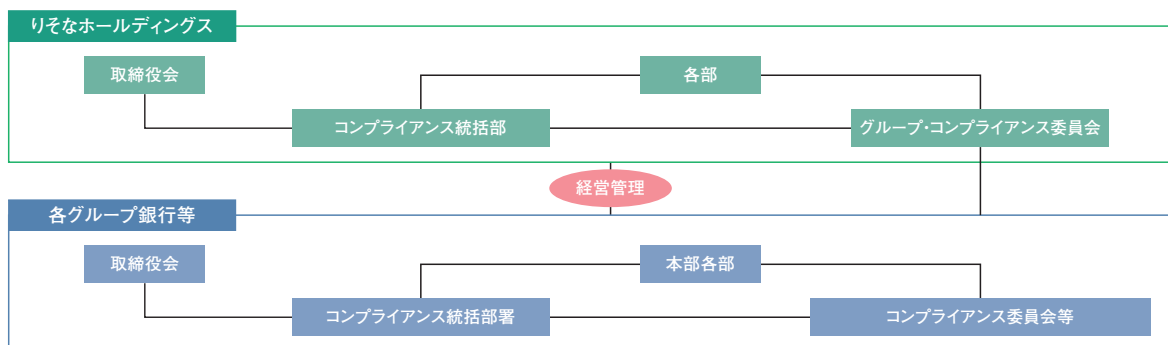 りそなホールディングス
取締役会
各部
コンプライアンス統括部
グループ・コンプライアンス委員会
経営管理
各グループ銀行等
取締役会
本部各部
コンプライアンス統括部署
コンプライアンス委員会等